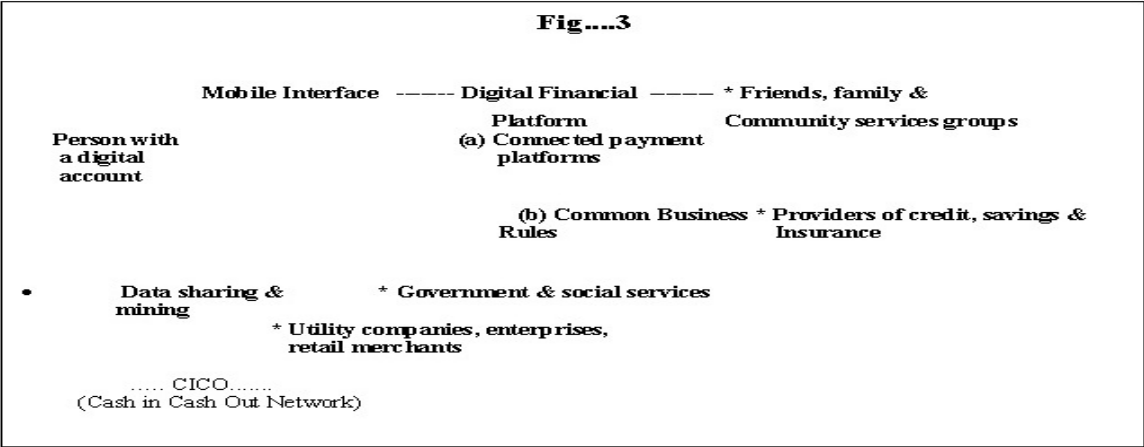 Fig....3
Mobile Interface ------- Digital Financial ------- * Friends, family &
Platform Community services groups
Person with (a) Connected payment
a digital platforms
account
(b) Common Business * Providers of credit, savings &
Rules Insurance
• Data sharing & * Government & social services
mining
* Utility companies, enterprises,
retail merchants
..... CICO.......
(Cash in Cash Out Network)